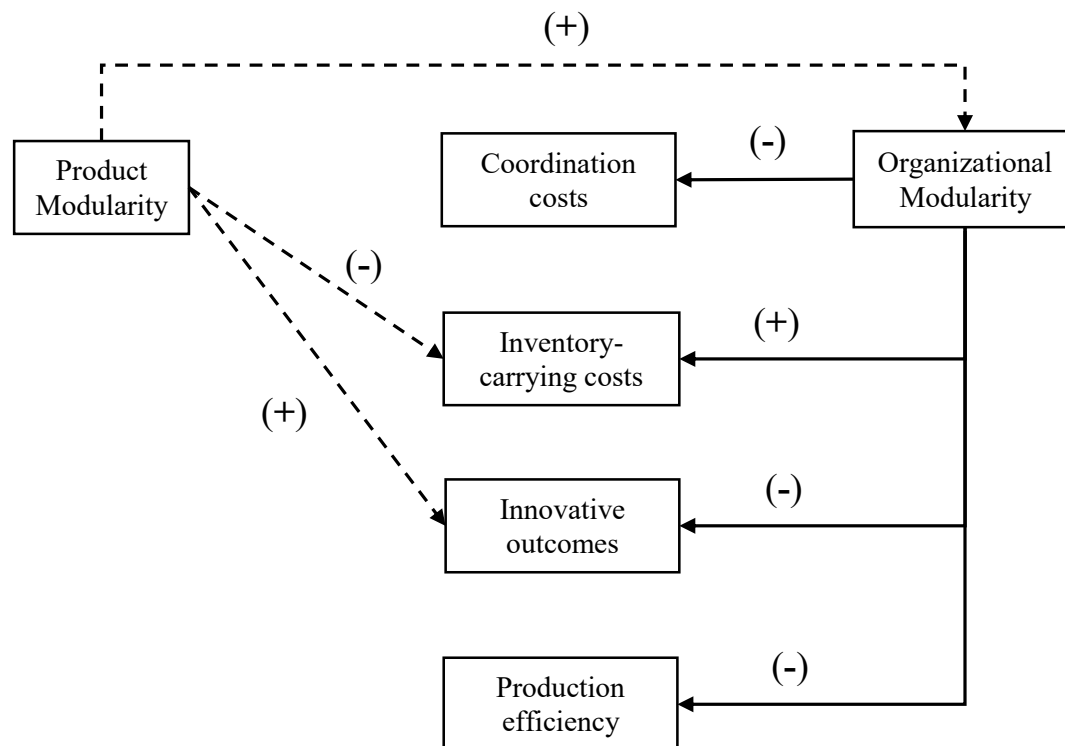 (+)
Product
Modularity
Coordination
costs
(-)
Organizational
Modularity
(-)
Inventory-
carrying costs
(+)
(+)
Innovative
outcomes
(-)
Production
efficiency
(-)